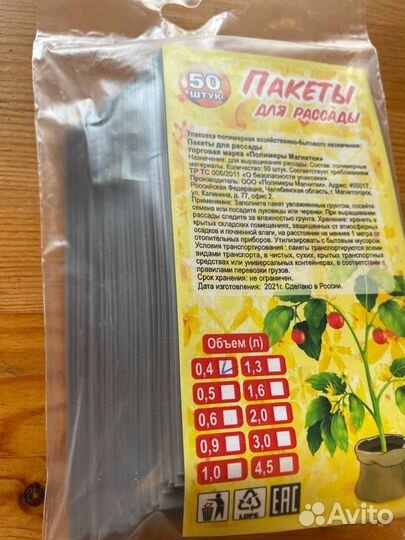 50
ШТУК
ПАКЕТЫ
ДЛЯ РАССАДЫ
Упаковка полимерная хозяйственно-бытового назначения:
Пакеты для рассады
торговая марка «Полимеры Магнитки»
Назначение: для выращивания рассады. Состав: полимерные
материалы. Количество: 50 штук. Соответствует требованиям
ТР ТС 005/2011 «О безопасности упаковки».
Производитель: ООО «Полимеры Магнитки», Адрес: 455017,
Российская Федерация, Челябинская область, г. Магнитогорск,
ул. Калинина, д. 77, офис 2.
Применение: Заполните пакет увлажненным грунтом, посейте
семена или посадите луковицы или черенки. При выращивании
рассады следите за влажностью грунта. Хранение: хранить в
крытых складских помещениях, защищенных от атмосферных
осадков и почвенной влаги, на расстоянии не менее 1 метра от
отопительных приборов. Утилизировать с бытовым мусором.
Условия транспортирования : пакеты транспортируются всеми
видами транспорта, в чистых, сухих, крытых транспортных
средствах или универсальных контейнерах, в соответствии с
правилами перевозки грузов.
Срок хранения: не ограничен.
Дата изготовления: 2021г. Сделано в России.
Объем (л)
0,4 1,3
0,5 1,6
0,6 2,0
0,9 3,0
1,0 4,5
4
LDPE
EAC
Avito